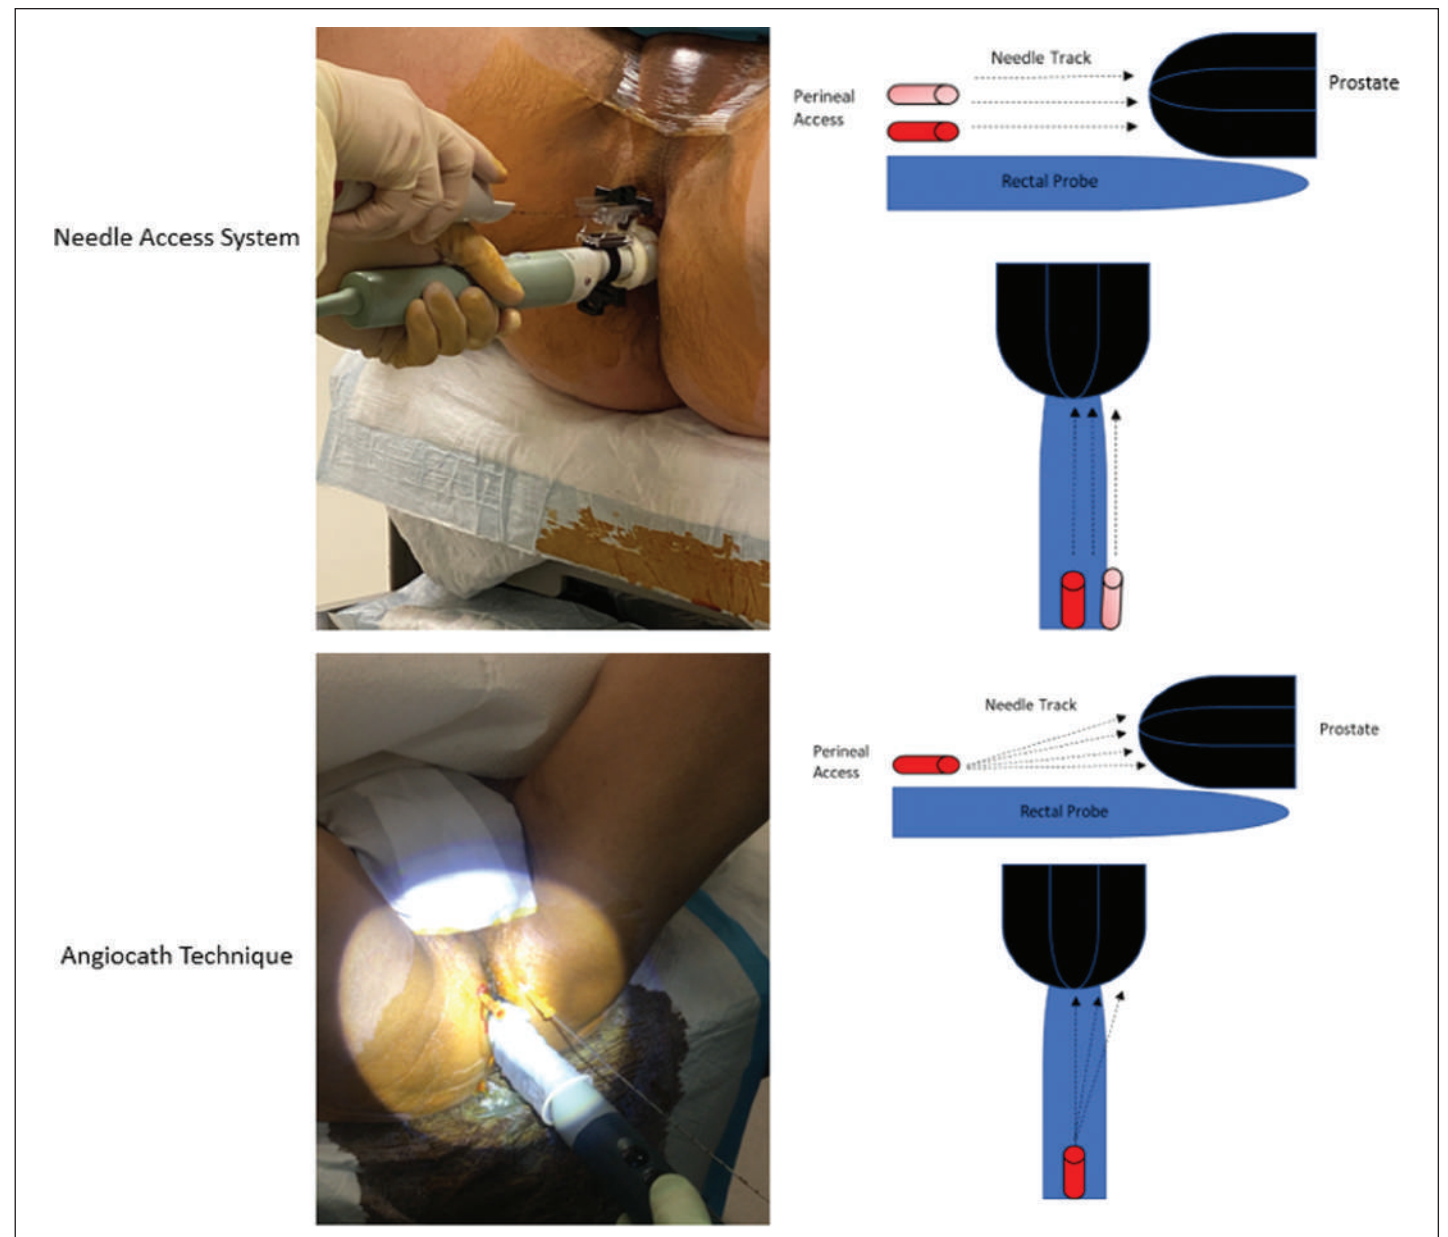 Needle Access System
Needle Track
Perineal
Access
Prostate
Rectal Probe
Angiocath Technique
Needle Track
Perineal
Access
Prostate
Rectal Probe